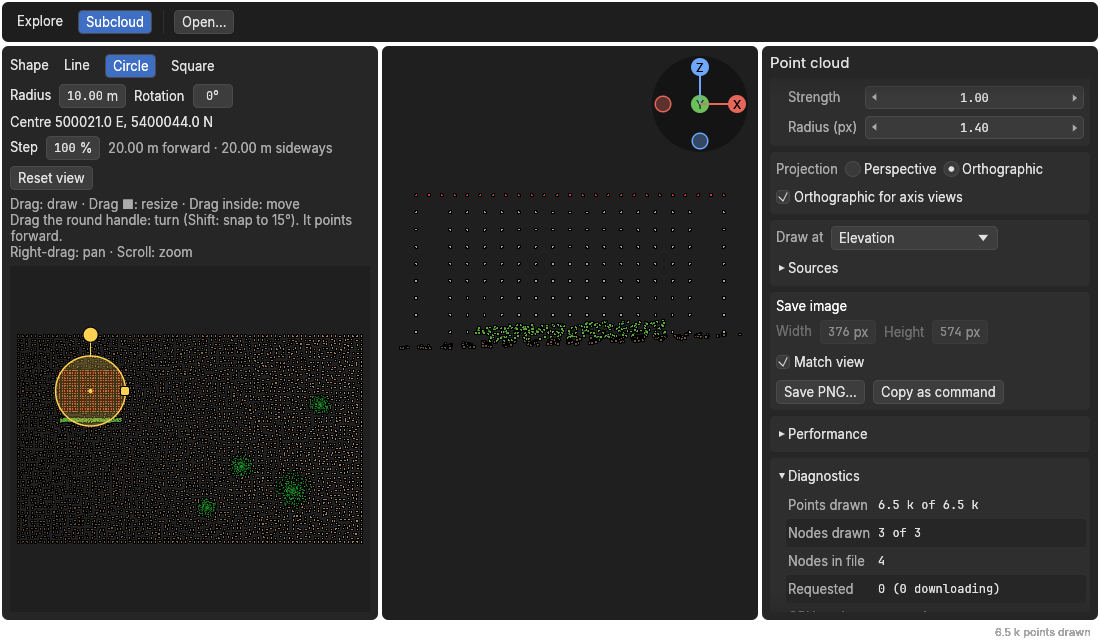 Explore Subcloud Open...
Shape Line Circle Square
Radius 10.00 m Rotation 0°
Centre 500021.0 E, 5400044.0 N
Step 100 % 20.00 m forward · 20.00 m sideways
Reset view
Drag: draw · Drag ■: resize · Drag inside: move
Drag the round handle: turn (Shift: snap to 15°). It points
forward.
Right-drag: pan · Scroll: zoom
Z
Y X
Point cloud
Strength 1.00
Radius (px) 1.40
Projection Perspective Orthographic
Orthographic for axis views
Draw at Elevation
Sources
Save image
Width 376 px Height 574 px
Match view
Save PNG... Copy as command
Performance
Diagnostics
Points drawn 6.5 k of 6.5 k
Nodes drawn 3 of 3
Nodes in file 4
Requested 0 (0 downloading)
6.5 k points drawn